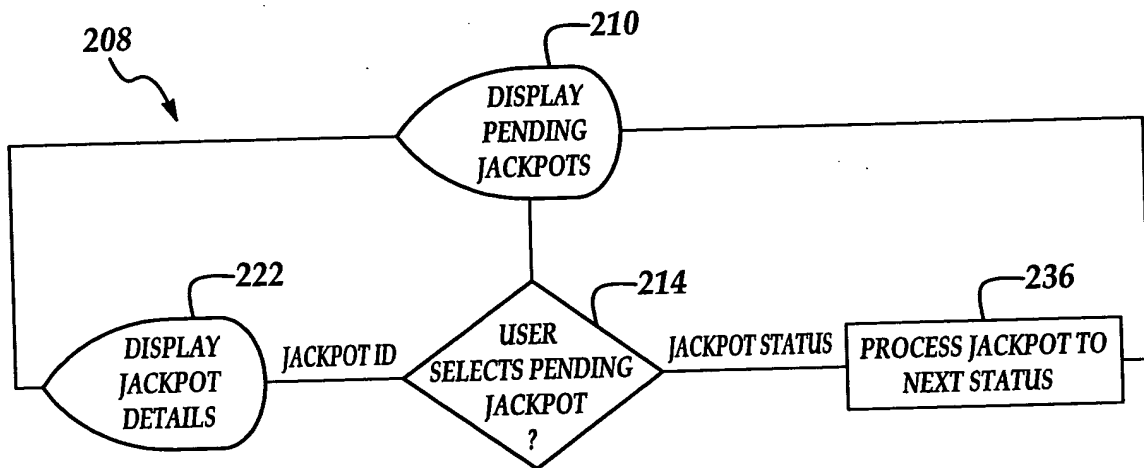 208
210
DISPLAY
PENDING
JACKPOTS
222
214
236
DISPLAY
JACKPOT
DETAILS
JACKPOT ID
USER
SELECTS PENDING
JACKPOT
?
JACKPOT STATUS
PROCESS JACKPOT TO
NEXT STATUS